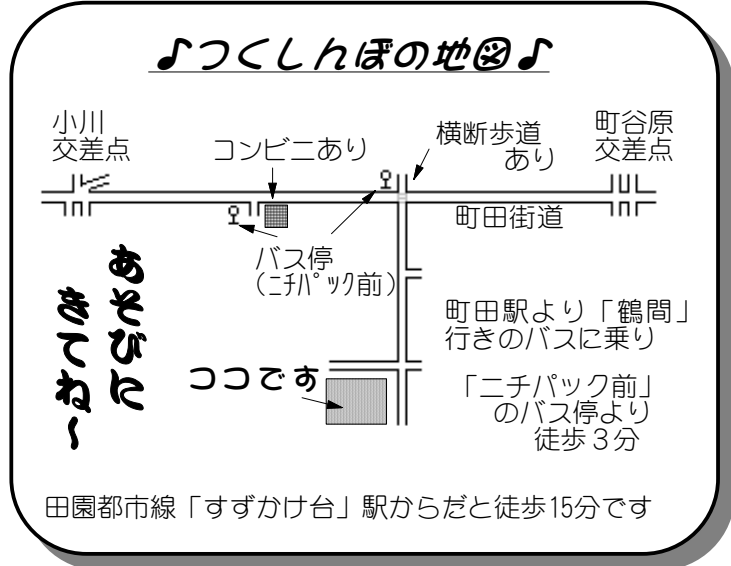 ♪つくしんぼの地図♪
小川
交差点
コンビニあり
横断歩道
あり
町谷原
交差点
町田街道
バス停
(ﾆﾁﾊﾟｯｸ前)
あそびに
きてね～
町田駅より「鶴間」
行きのバスに乗り
ココです
「ニチパック前」
のバス停より
徒歩３分
田園都市線「すずかけ台」駅からだと徒歩15分です